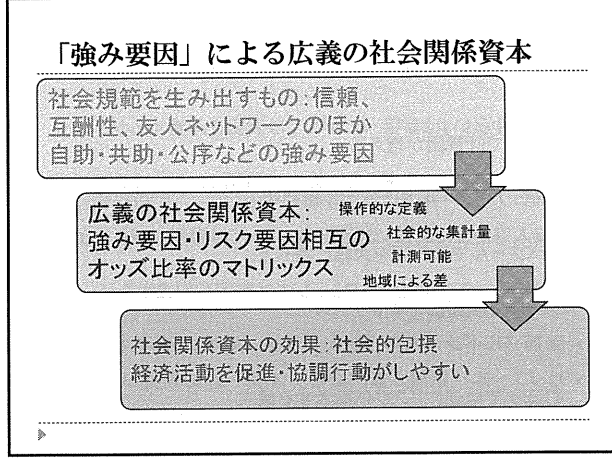 「強み要因」による広義の社会関係資本
社会規範を生み出すもの:信頼、
互酬性、友人ネットワークのほか
自助・共助・公序などの強み要因
広義の社会関係資本:
強み要因・リスク要因相互の
オッズ比率のマトリックス
操作的な定義
社会的な集計量
計測可能
地域による差
社会関係資本の効果:社会的包摂
経済活動を促進・協調行動がしやすい